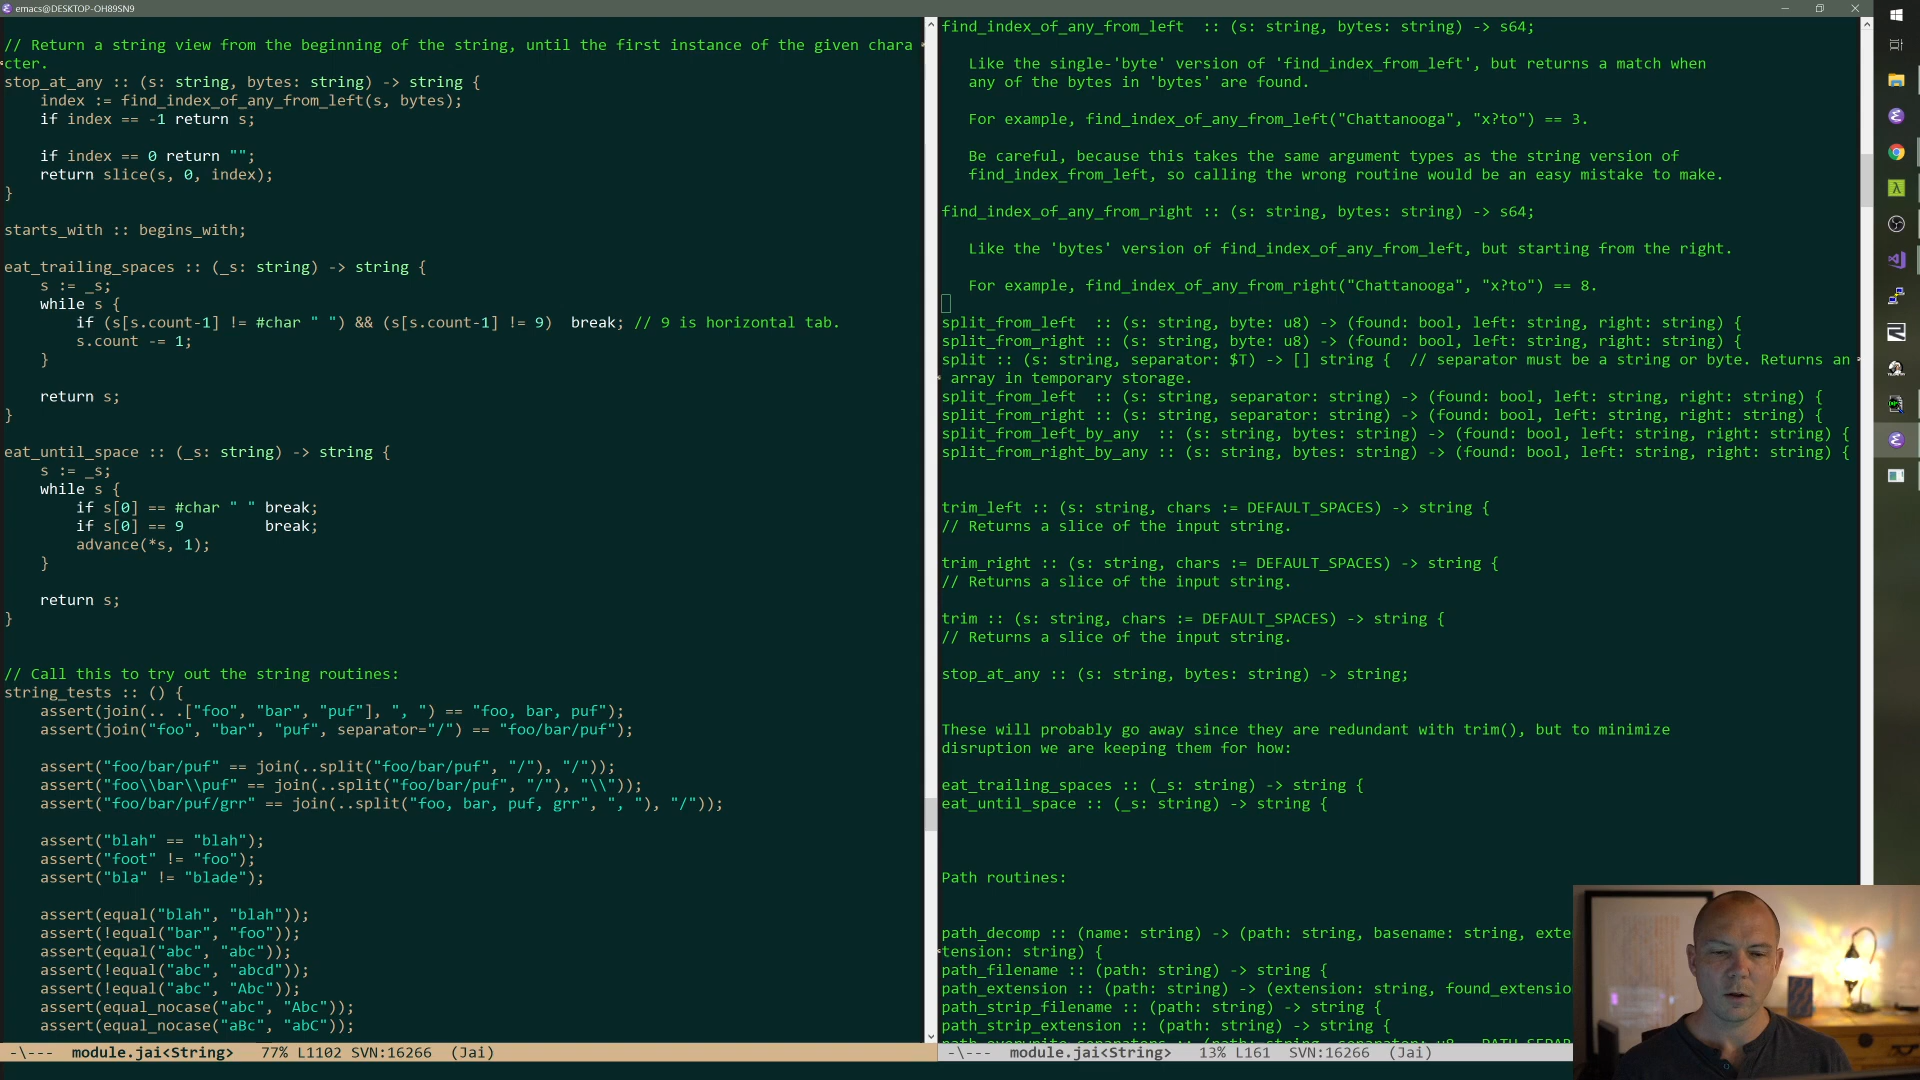 emacs@DESKTOP-OH89SN9
// Return a string view from the beginning of the string, until the first instance of the given chara
cter.
stop_at_any :: (s: string, bytes: string) -> string {
    index := find_index_of_any_from_left(s, bytes);
    if index == -1 return s;

    if index == 0 return "";
    return slice(s, 0, index);
}

starts_with :: begins_with;

eat_trailing_spaces :: (_s: string) -> string {
    s := _s;
    while s {
        if (s[s.count-1] != #char " ") && (s[s.count-1] != 9)  break; // 9 is horizontal tab.
        s.count -= 1;
    }

    return s;
}

eat_until_space :: (_s: string) -> string {
    s := _s;
    while s {
        if s[0] == #char " " break;
        if s[0] == 9         break;
        advance(*s, 1);
    }

    return s;
}

// Call this to try out the string routines:
string_tests :: () {
    assert(join(.. .["foo", "bar", "puf"], ", ") == "foo, bar, puf");
    assert(join("foo", "bar", "puf", separator="/") == "foo/bar/puf");

    assert("foo/bar/puf" == join(..split("foo/bar/puf", "/"), "/"));
    assert("foo\\bar\\puf" == join(..split("foo/bar/puf", "/"), "\\"));
    assert("foo/bar/puf/grr" == join(..split("foo, bar, puf, grr", ", "), "/"));

    assert("blah" == "blah");
    assert("foot" != "foo");
    assert("bla" != "blade");

    assert(equal("blah", "blah"));
    assert(!equal("bar", "foo"));
    assert(equal("abc", "abc"));
    assert(!equal("abc", "abcd"));
    assert(!equal("abc", "Abc"));
    assert(equal_nocase("abc", "Abc"));
    assert(equal_nocase("aBc", "abC"));
-\---  module.jai<String>   77% L1102 SVN:16266  (Jai)
find_index_of_any_from_left  :: (s: string, bytes: string) -> s64;

   Like the single-'byte' version of 'find_index_from_left', but returns a match when
   any of the bytes in 'bytes' are found.

   For example, find_index_of_any_from_left("Chattanooga", "x?to") == 3.

   Be careful, because this takes the same argument types as the string version of
   find_index_from_left, so calling the wrong routine would be an easy mistake to make.

find_index_of_any_from_right :: (s: string, bytes: string) -> s64;

   Like the 'bytes' version of find_index_of_any_from_left, but starting from the right.

   For example, find_index_of_any_from_right("Chattanooga", "x?to") == 8.

split_from_left  :: (s: string, byte: u8) -> (found: bool, left: string, right: string) {
split_from_right :: (s: string, byte: u8) -> (found: bool, left: string, right: string) {
split :: (s: string, separator: $T) -> [] string {  // separator must be a string or byte. Returns an
 array in temporary storage.
split_from_left  :: (s: string, separator: string) -> (found: bool, left: string, right: string) {
split_from_right :: (s: string, separator: string) -> (found: bool, left: string, right: string) {
split_from_left_by_any  :: (s: string, bytes: string) -> (found: bool, left: string, right: string) {
split_from_right_by_any :: (s: string, bytes: string) -> (found: bool, left: string, right: string) {

trim_left :: (s: string, chars := DEFAULT_SPACES) -> string {
// Returns a slice of the input string.

trim_right :: (s: string, chars := DEFAULT_SPACES) -> string {
// Returns a slice of the input string.

trim :: (s: string, chars := DEFAULT_SPACES) -> string {
// Returns a slice of the input string.

stop_at_any :: (s: string, bytes: string) -> string;

These will probably go away since they are redundant with trim(), but to minimize
disruption we are keeping them for how:

eat_trailing_spaces :: (_s: string) -> string {
eat_until_space :: (_s: string) -> string {

Path routines:

path_decomp :: (name: string) -> (path: string, basename: string, exte
tension: string) {
path_filename :: (path: string) -> string {
path_extension :: (path: string) -> (extension: string, found_extensio
path_strip_filename :: (path: string) -> string {
path_strip_extension :: (path: string) -> string {
-\---  module.jai<String>   13% L161  SVN:16266  (Jai)